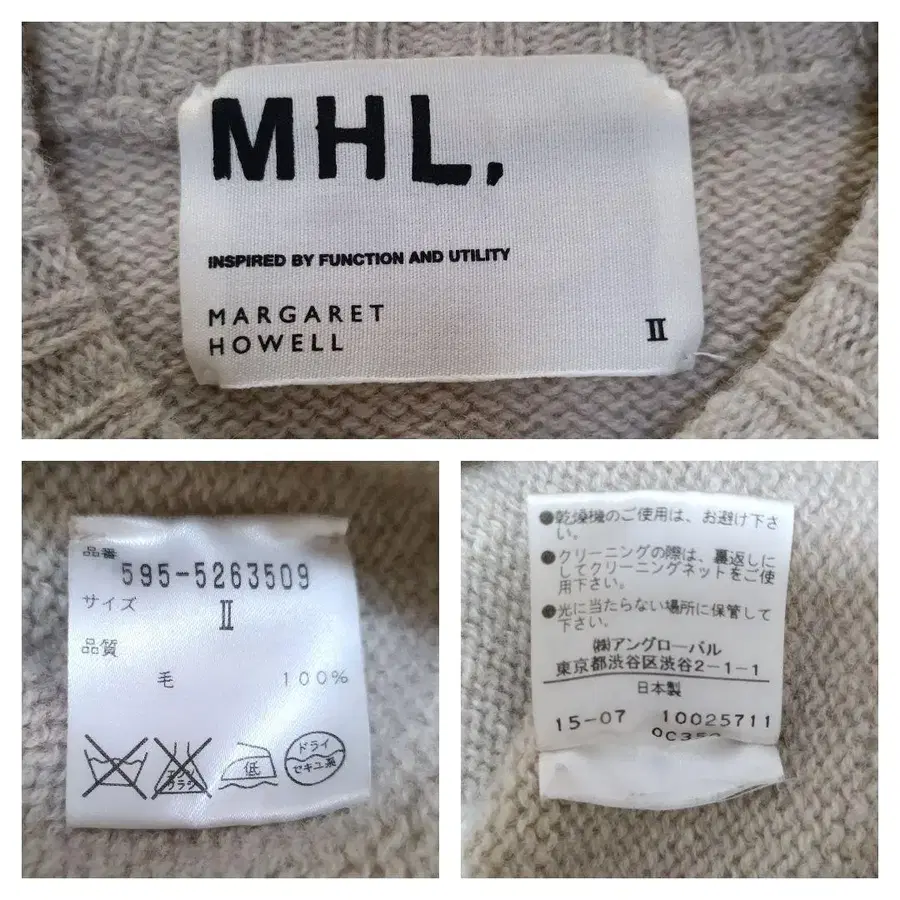 MHL.
INSPIRED BY FUNCTION AND UTILITY
MARGARET
HOWELL
II
品番
595-5263509
サイズ
II
品質
毛 100%
エンソ
サラシ
低
ドライ
セキユ系
●乾燥機のご使用は、お避け下さ
い。
●クリーニングの際は、裏返しに
してクリーニングネットをご使
用下さい。
●光に当たらない場所に保管して
下さい。
㈱アングローバル
東京都渋谷区渋谷2-1-1
日本製
15-07 10025711